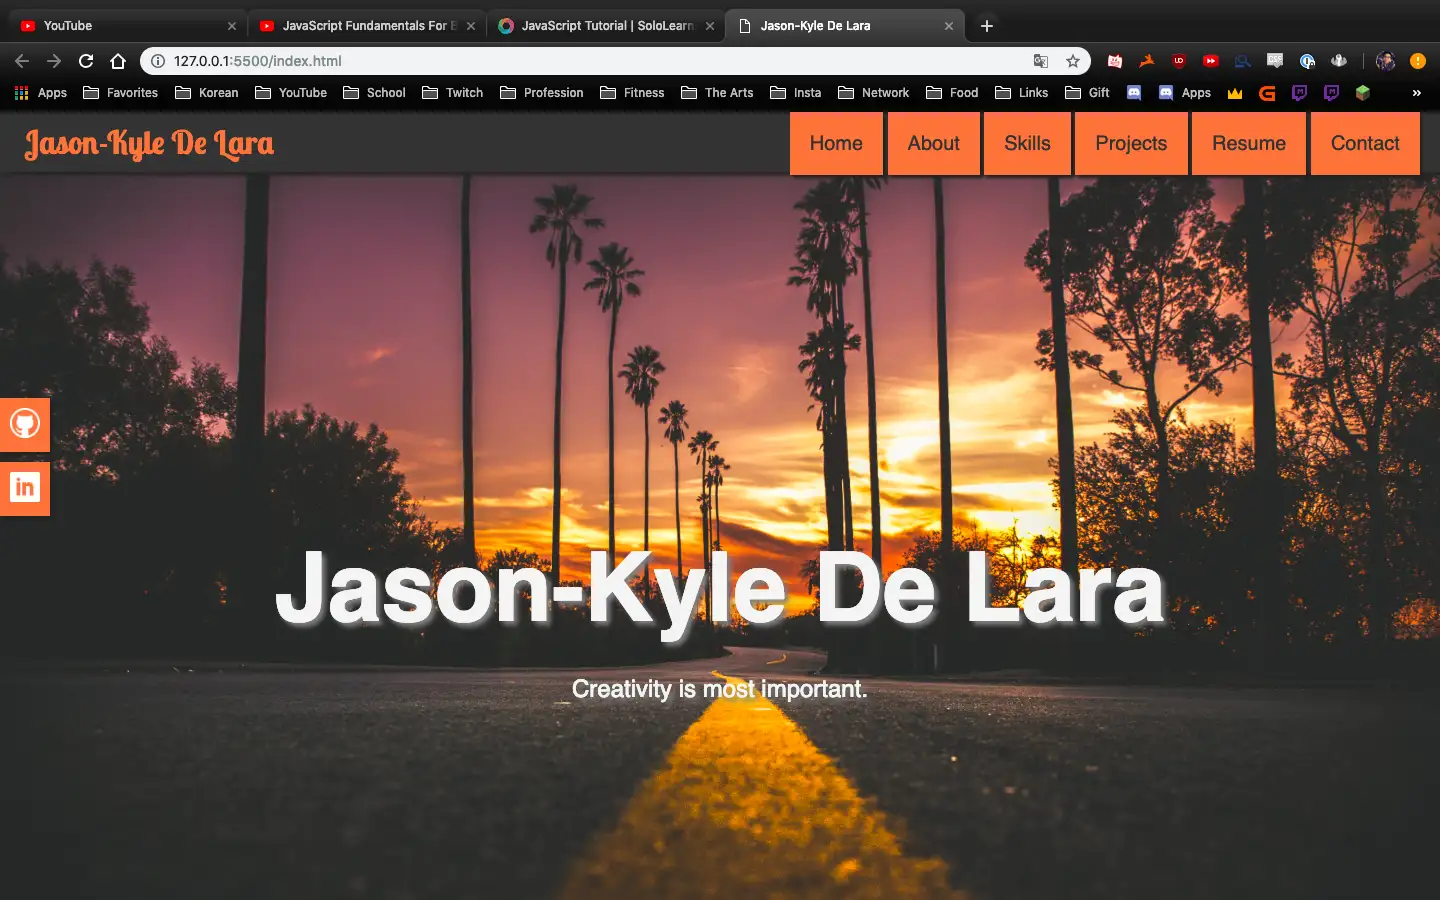 YouTube
JavaScript Fundamentals For B
JavaScript Tutorial | SoloLearn
Jason-Kyle De Lara
127.0.0.1:5500/index.html
Apps Favorites Korean YouTube School Twitch Profession Fitness The Arts Insta Network Food Links Gift Apps »
Jason-Kyle De Lara
Home About Skills Projects Resume Contact
in
Jason-Kyle De Lara
Creativity is most important.